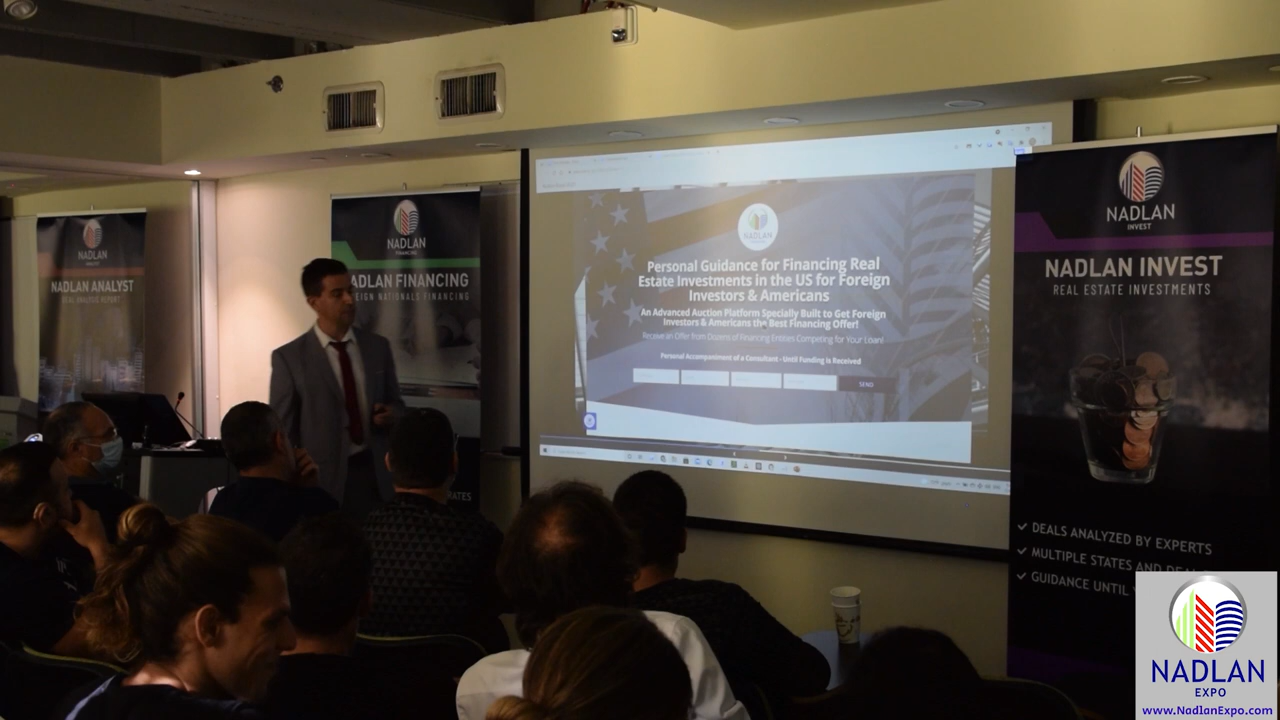 NADLAN
ANALYST
NADLAN ANALYST
REAL ANALYSIS REPORT
NADLAN
FINANCING
ADLAN FINANCING
EIGN NATIONALS FINANCING
RATES
NADLAN
Personal Guidance for Financing Real
Estate Investments in the US for Foreign
Investors & Americans
An Advanced Auction Platform Specially Built to Get Foreign
Investors & Americans the Best Financing Offer!
Receive an Offer from Dozens of Financing Entities Competing for Your Loan!
Personal Accompaniment of a Consultant - Until Funding is Received
SEND
NADLAN
INVEST
NADLAN INVEST
REAL ESTATE INVESTMENTS
✓ DEALS ANALYZED BY EXPERTS
✓ MULTIPLE STATES AND
✓ GUIDANCE UNTIL
NADLAN
EXPO
www.NadlanExpo.com